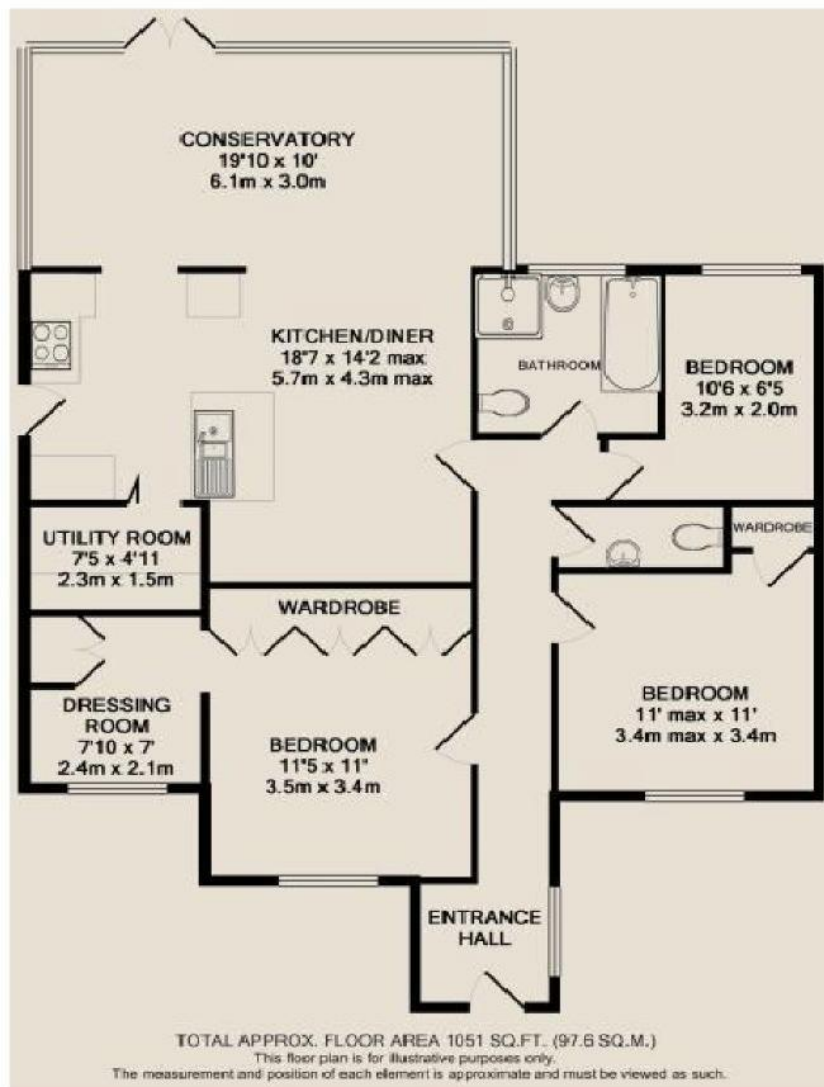 CONSERVATORY
19'10 x 10'
6.1m x 3.0m
KITCHEN/DINER
18'7 x 14'2 max
5.7m x 4.3m max
BATHROOM
BEDROOM
10'6 x 6'5
3.2m x 2.0m
UTILITY ROOM
7'5 x 4'11
2.3m x 1.5m
WARDROBE
WARDROBE
DRESSING
ROOM
7'10 x 7'
2.4m x 2.1m
BEDROOM
11'5 x 11'
3.5m x 3.4m
BEDROOM
11' max x 11'
3.4m max x 3.4m
ENTRANCE
HALL
TOTAL APPROX. FLOOR AREA 1051 SQ.FT. (97.6 SQ.M.)
This floor plan is for illustrative purposes only.
The measurement and position of each element is approximate and must be viewed as such.